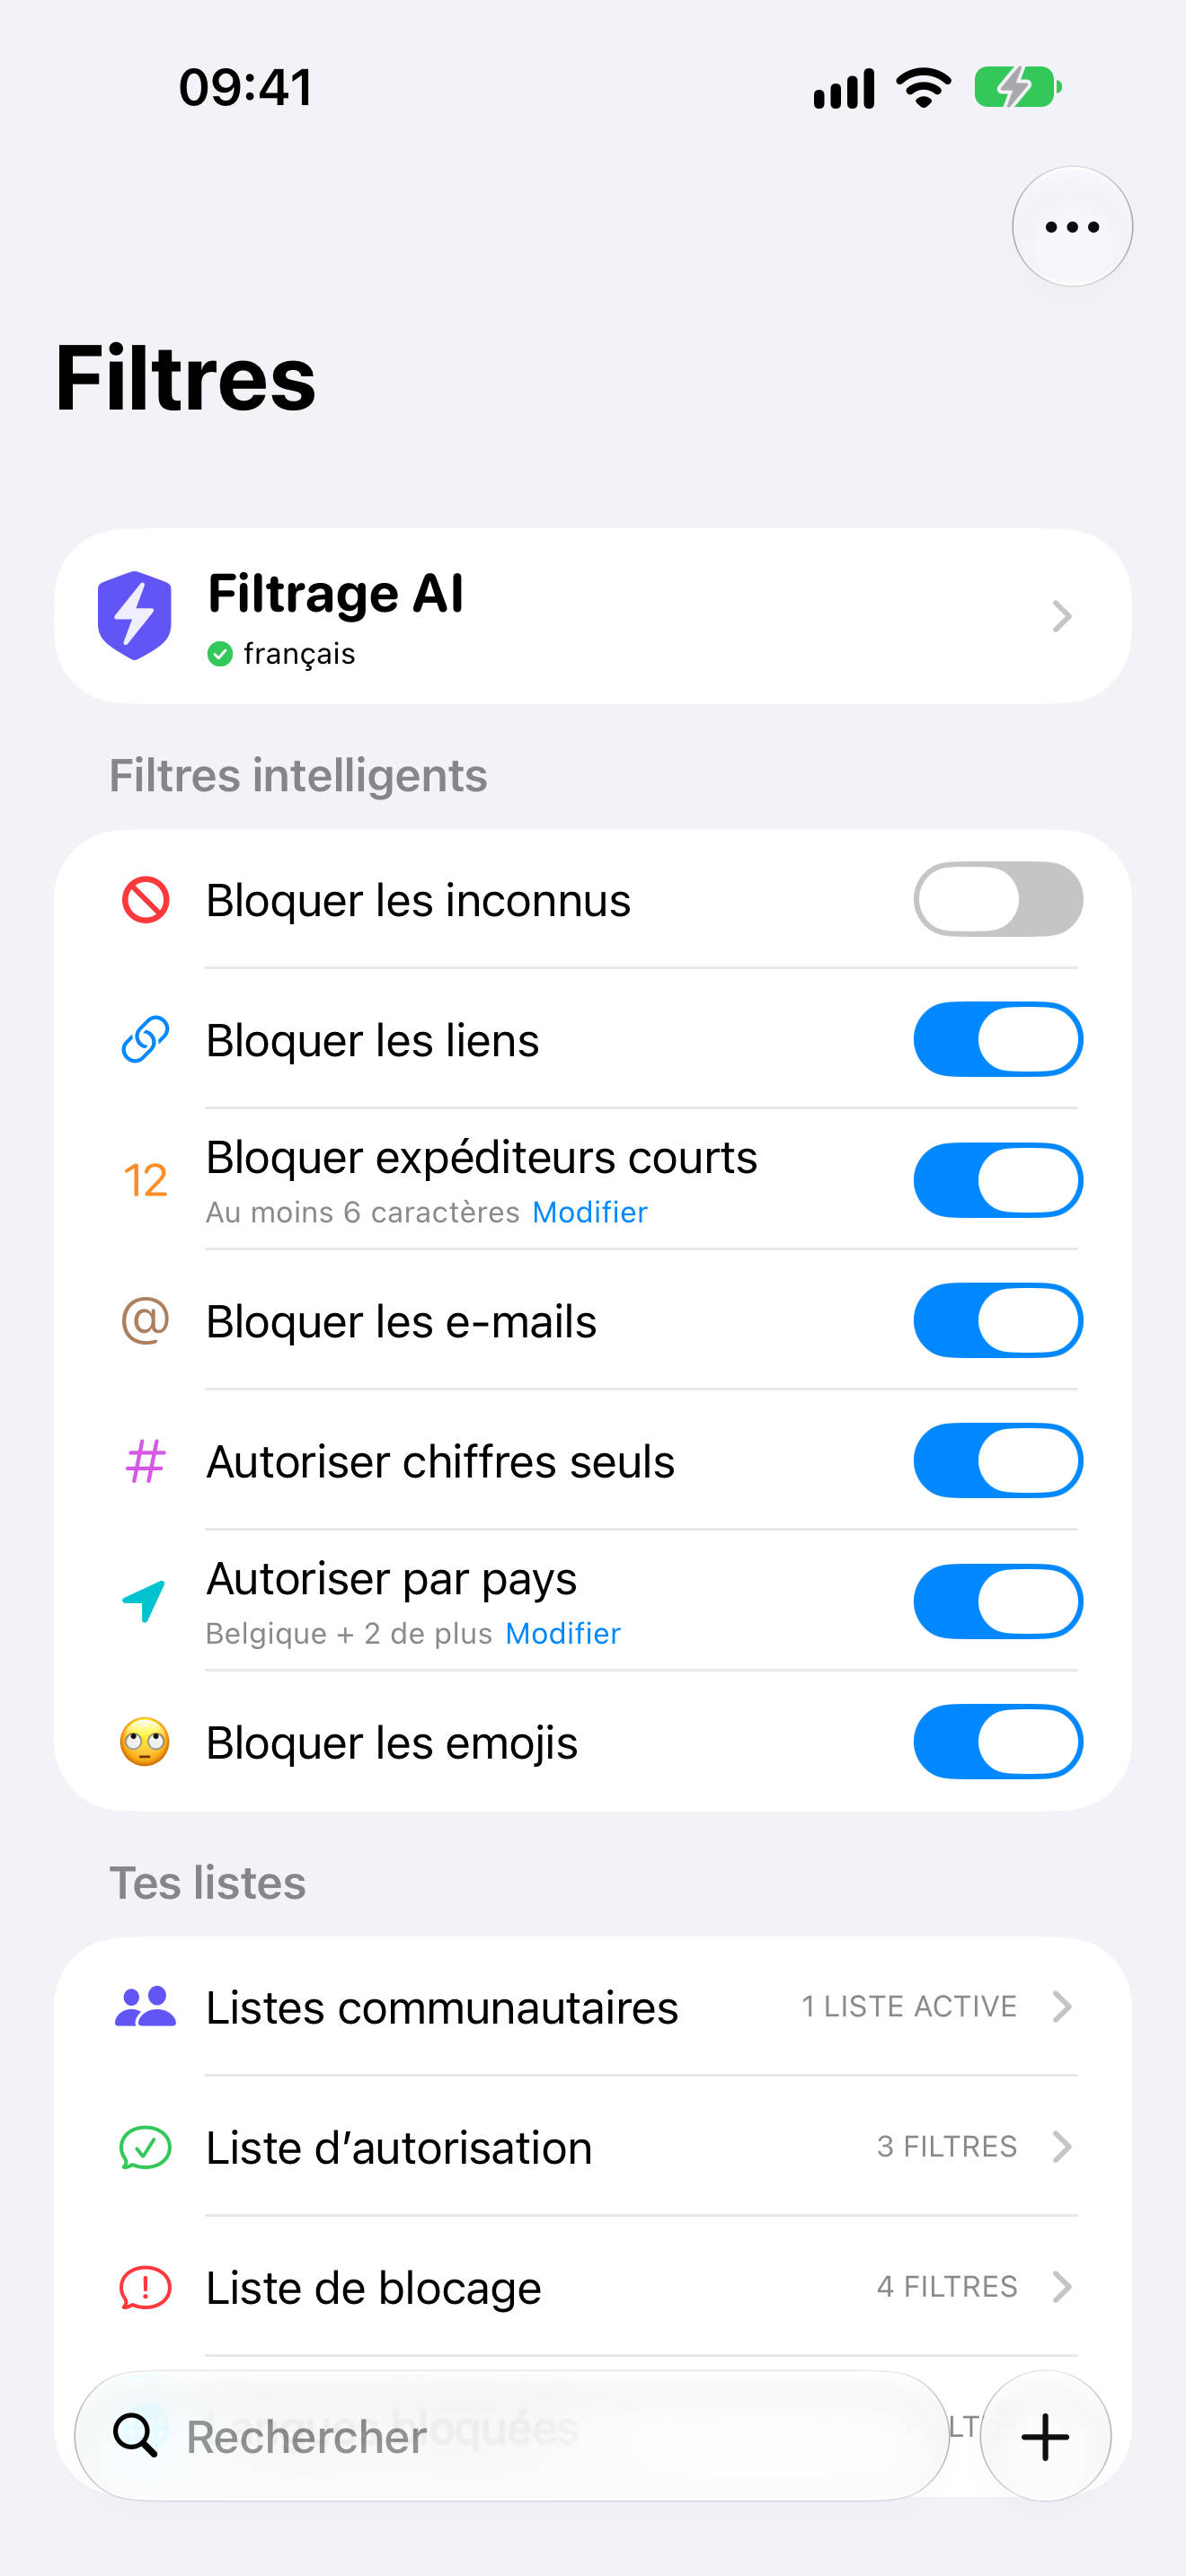 09:41
Filtres
Filtrage AI
français
Filtres intelligents
Bloquer les inconnus
Bloquer les liens
12
Bloquer expéditeurs courts
Au moins 6 caractères Modifier
@
Bloquer les e-mails
#
Autoriser chiffres seuls
Autoriser par pays
Belgique + 2 de plus Modifier
Bloquer les emojis
Tes listes
Listes communautaires 1 LISTE ACTIVE
Liste d’autorisation 3 FILTRES
Liste de blocage 4 FILTRES
Langues bloquées
Rechercher